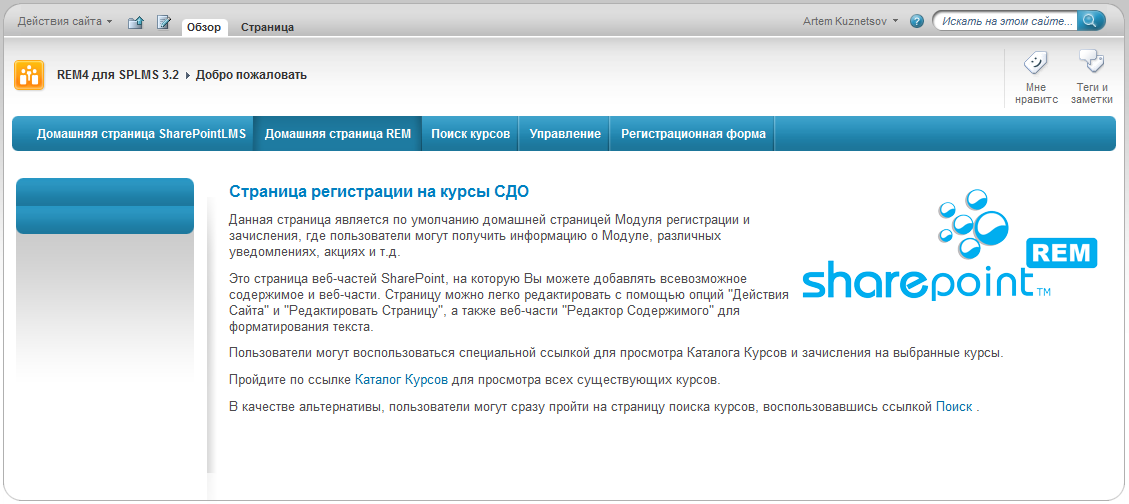 Действия сайта
Обзор
Страница
Artem Kuznetsov
Искать на этом сайте...
REM4 для SPLMS 3.2 Добро пожаловать
Мне нравитс
Теги и заметки
Домашняя страница SharePointLMS
Домашняя страница REM
Поиск курсов
Управление
Регистрационная форма
Страница регистрации на курсы СДО
Данная страница является по умолчанию домашней страницей Модуля регистрации и
зачисления, где пользователи могут получить информацию о Модуле, различных
уведомлениях, акциях и т.д.
Это страница веб-частей SharePoint, на которую Вы можете добавлять всевозможное
содержимое и веб-части. Страницу можно легко редактировать с помощью опций "Действия
Сайта" и "Редактировать Страницу", а также веб-части "Редактор Содержимого" для
форматирования текста.
REM
sharepoint TM
Пользователи могут воспользоваться специальной ссылкой для просмотра Каталога Курсов и зачисления на выбранные курсы.
Пройдите по ссылке Каталог Курсов для просмотра всех существующих курсов.
В качестве альтернативы, пользователи могут сразу пройти на страницу поиска курсов, воспользовавшись ссылкой Поиск .